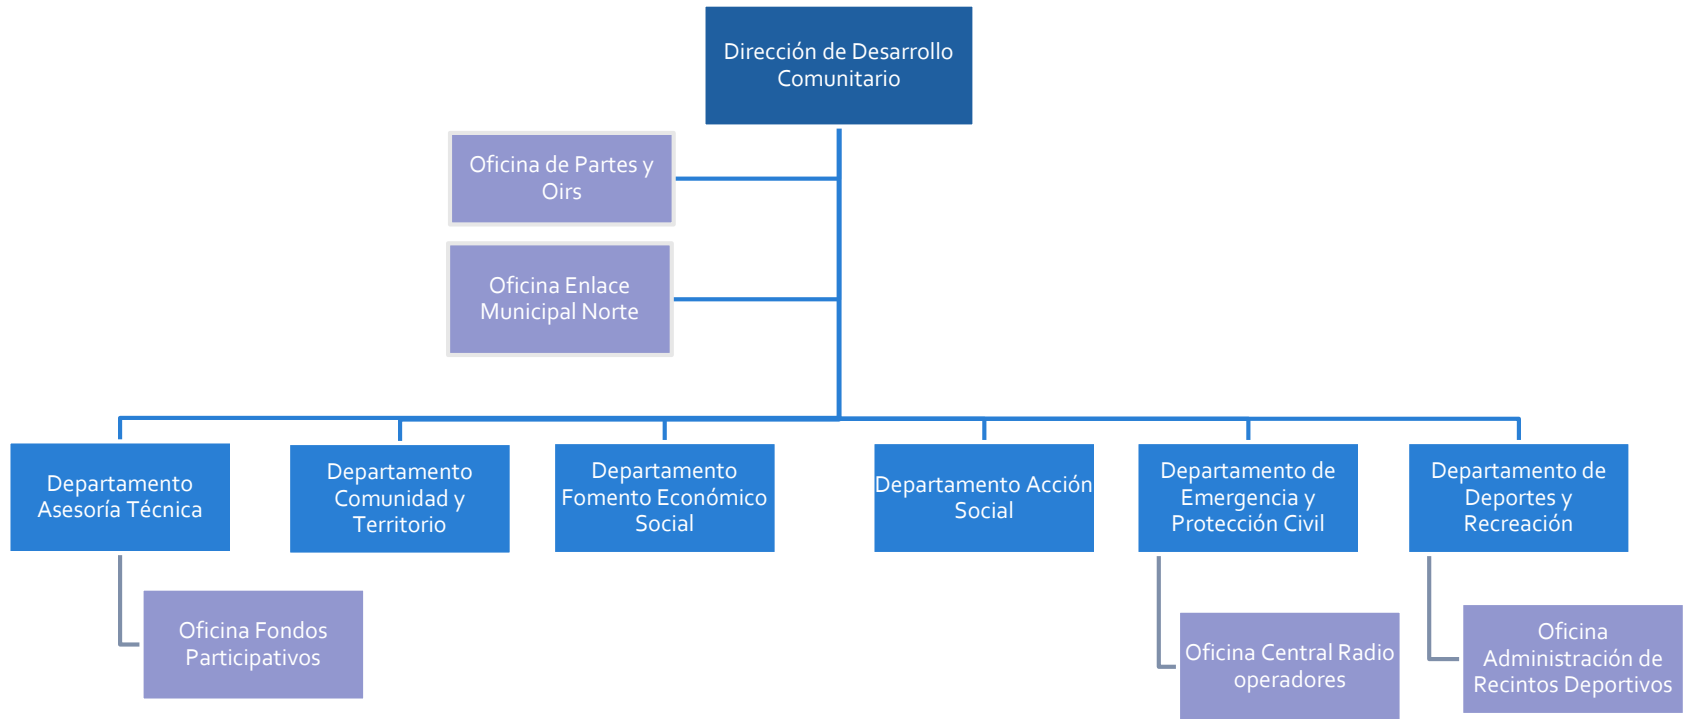 Dirección de Desarrollo
Comunitario
Oficina de Partes y
Oirs
Oficina Enlace
Municipal Norte
Departamento
Asesoría Técnica
Departamento
Comunidad y
Territorio
Departamento
Fomento Económico
Social
Departamento Acción
Social
Departamento de
Emergencia y
Protección Civil
Departamento de
Deportes y
Recreación
Oficina Fondos
Participativos
Oficina Central Radio
operadores
Oficina
Administración de
Recintos Deportivos